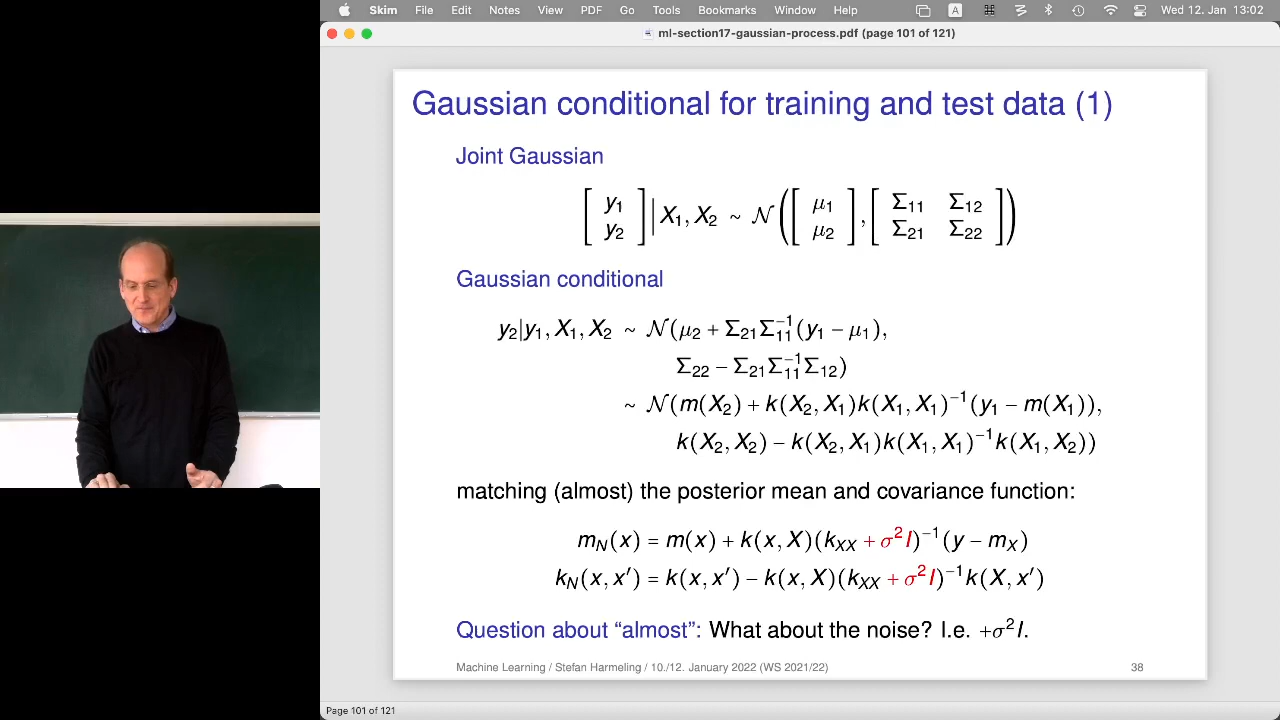 Skim File Edit Notes View PDF Go Tools Bookmarks Window Help A Wed 12. Jan 13:02
ml-section17-gaussian-process.pdf (page 101 of 121)
Gaussian conditional for training and test data (1)
Joint Gaussian
[ y₁ y₂ ] | X₁, X₂ ~ 𝒩 ( [ μ₁ μ₂ ] , [ Σ₁₁ Σ₁₂ Σ₂₁ Σ₂₂ ] )
Gaussian conditional
y₂|y₁, X₁, X₂ ~ 𝒩(μ₂ + Σ₂₁Σ₁₁⁻¹(y₁ − μ₁),
Σ₂₂ − Σ₂₁Σ₁₁⁻¹Σ₁₂)
~ 𝒩(m(X₂) + k(X₂, X₁)k(X₁, X₁)⁻¹(y₁ − m(X₁)),
k(X₂, X₂) − k(X₂, X₁)k(X₁, X₁)⁻¹k(X₁, X₂))
matching (almost) the posterior mean and covariance function:
m_N(x) = m(x) + k(x, X)(k_XX + σ²I)⁻¹(y − m_X)
k_N(x, x′) = k(x, x′) − k(x, X)(k_XX + σ²I)⁻¹k(X, x′)
Question about “almost”: What about the noise? I.e. +σ²I.
Machine Learning / Stefan Harmeling / 10./12. January 2022 (WS 2021/22) 38
Page 101 of 121